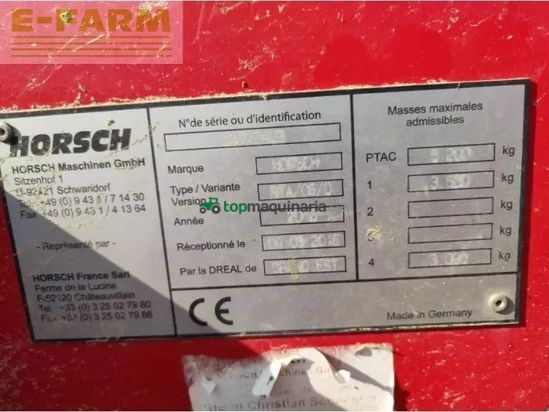 E-FARM
HORSCH
HORSCH Maschinen GmbH
Sitzenhof 1
D-92421 Schwandorf
Tel. +49 (0) 9 43 1 / 7 14 30
Fax +49 (0) 9 43 1 / 4 13 64
- Représenté par -
HORSCH France Sarl
Ferme de la Lucine
F-52120 Châteauvillain
Tel +33 (0) 3 25 02 79 80
Fax +33 (0) 3 25 02 79 88
N°de série ou d'identification
Marque HORSCH
Type / Variante
Version
Année
Réceptionné le
Par la DREAL de
topmaquinaria
CE
Masses maximales
admissibles
PTAC 5 200 kg
1 kg
2 kg
kg
4 kg
Made in Germany
Christian